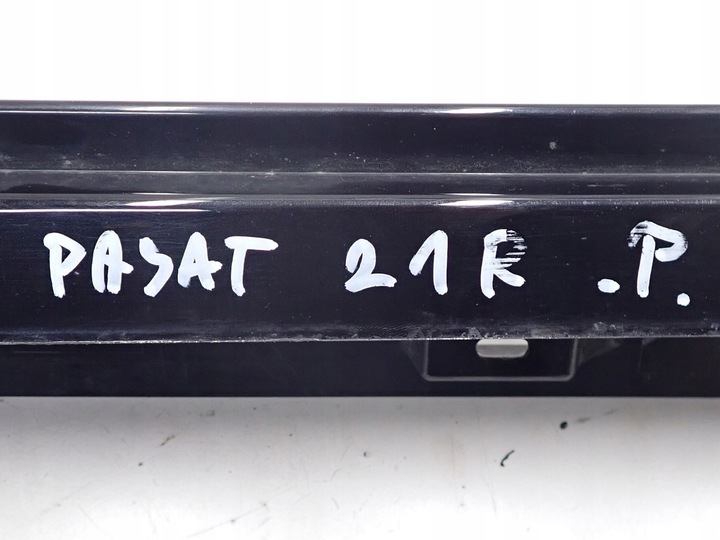 PASAT 21R .P.